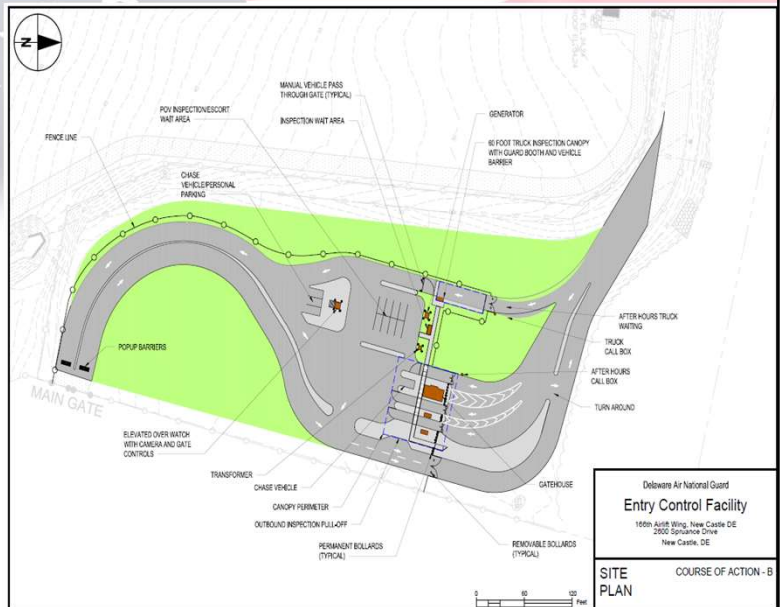 N
MANUAL VEHICLE PASS
THROUGH GATE (TYPICAL)
POV INSPECTION/ESCORT
WAIT AREA
INSPECTION WAIT AREA
GENERATOR
FENCE LINE
60 FOOT TRUCK INSPECTION CANOPY
WITH GUARD BOOTH AND VEHICLE
BARRIER
CHASE
VEHICLE/PERSONAL
PARKING
AFTER HOURS TRUCK
WAITING
TRUCK
CALL BOX
POPUP BARRIERS
AFTER HOURS
CALL BOX
MAIN GATE
TURN AROUND
ELEVATED OVER WATCH
WITH CAMERA AND GATE
CONTROLS
TRANSFORMER
CHASE VEHICLE
GATEHOUSE
CANOPY PERIMETER
OUTBOUND INSPECTION PULL-OFF
PERMANENT BOLLARDS
(TYPICAL)
REMOVABLE BOLLARDS
(TYPICAL)
0 60 120
Feet
Delaware Air National Guard
Entry Control Facility
166th Airlift Wing, New Castle DE
2600 Spruance Drive
New Castle, DE
SITE
PLAN
COURSE OF ACTION - B